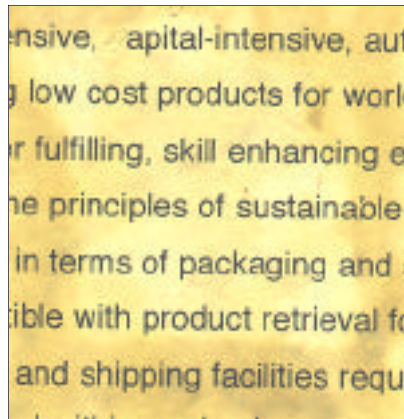 ensive, apital-intensive, aut
g low cost products for worl
r fulfilling, skill enhancing e
he principles of sustainable
in terms of packaging and
tible with product retrieval fo
and shipping facilities requ